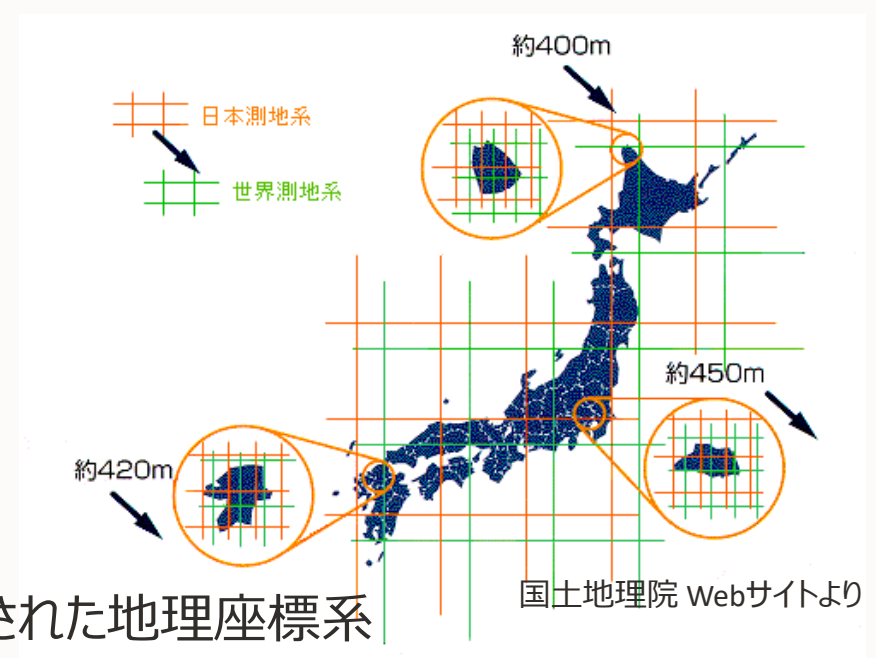 約400m
日本測地系
世界測地系
約450m
約420m
国土地理院 Webサイトより
された地理座標系